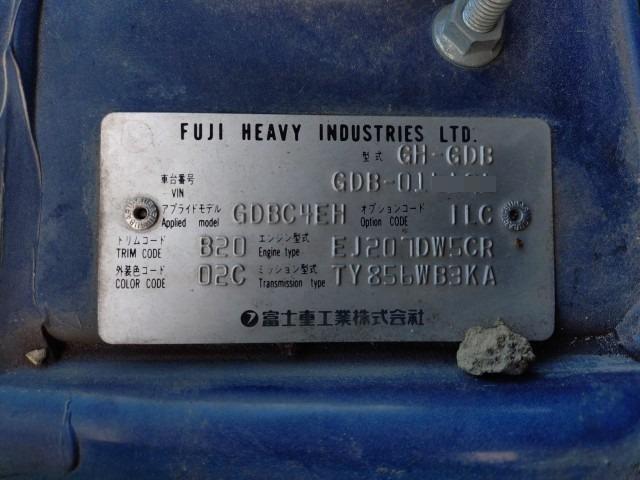 FUJI HEAVY INDUSTRIES LTD.
型式 GH-GDB
車台番号 VIN GDB-01
アプライドモデル Applied model GDBC4EH オプションコード Option CODE 1LC
トリムコード TRIM CODE B20 エンジン型式 Engine type EJ207DW5CR
外装色コード COLOR CODE 02C ミッション型式 Transmission type TY856WB3KA
富士重工業株式会社